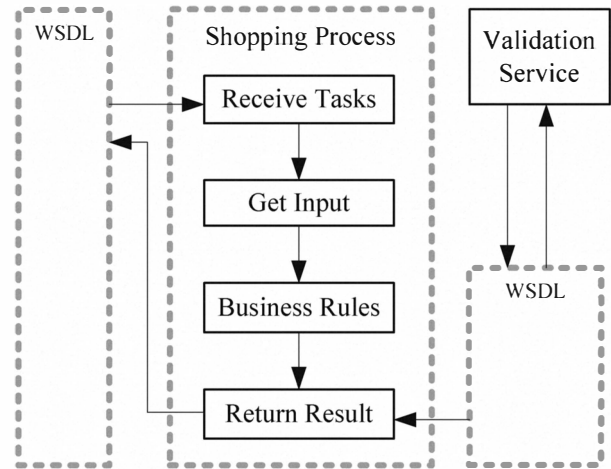 WSDL
Shopping Process
Receive Tasks
Get Input
Business Rules
Return Result
Validation
Service
WSDL